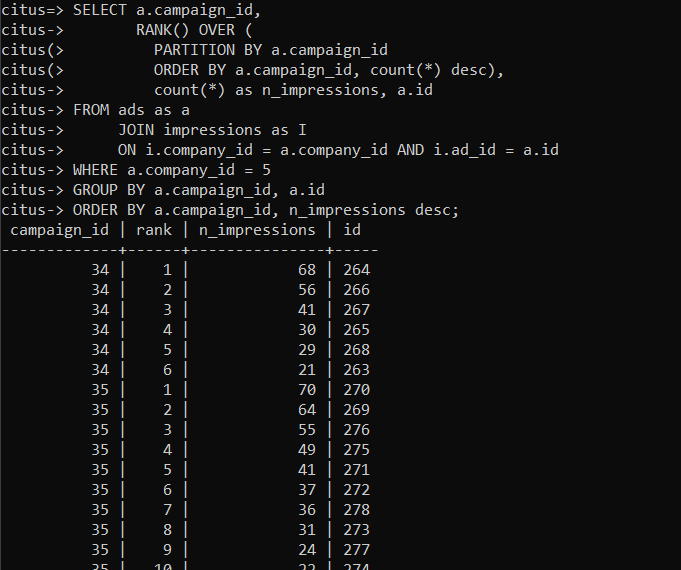 citus=> SELECT a.campaign_id,
citus->        RANK() OVER (
citus(>          PARTITION BY a.campaign_id
citus(>          ORDER BY a.campaign_id, count(*) desc),
citus->          count(*) as n_impressions, a.id
citus-> FROM ads as a
citus->      JOIN impressions as I
citus->      ON i.company_id = a.company_id AND i.ad_id = a.id
citus-> WHERE a.company_id = 5
citus-> GROUP BY a.campaign_id, a.id
citus-> ORDER BY a.campaign_id, n_impressions desc;
 campaign_id | rank | n_impressions | id
-------------+------+---------------+-----
          34 |    1 |            68 | 264
          34 |    2 |            56 | 266
          34 |    3 |            41 | 267
          34 |    4 |            30 | 265
          34 |    5 |            29 | 268
          34 |    6 |            21 | 263
          35 |    1 |            70 | 270
          35 |    2 |            64 | 269
          35 |    3 |            55 | 276
          35 |    4 |            49 | 275
          35 |    5 |            41 | 271
          35 |    6 |            37 | 272
          35 |    7 |            36 | 278
          35 |    8 |            31 | 273
          35 |    9 |            24 | 277
          35 |   10 |            22 | 274